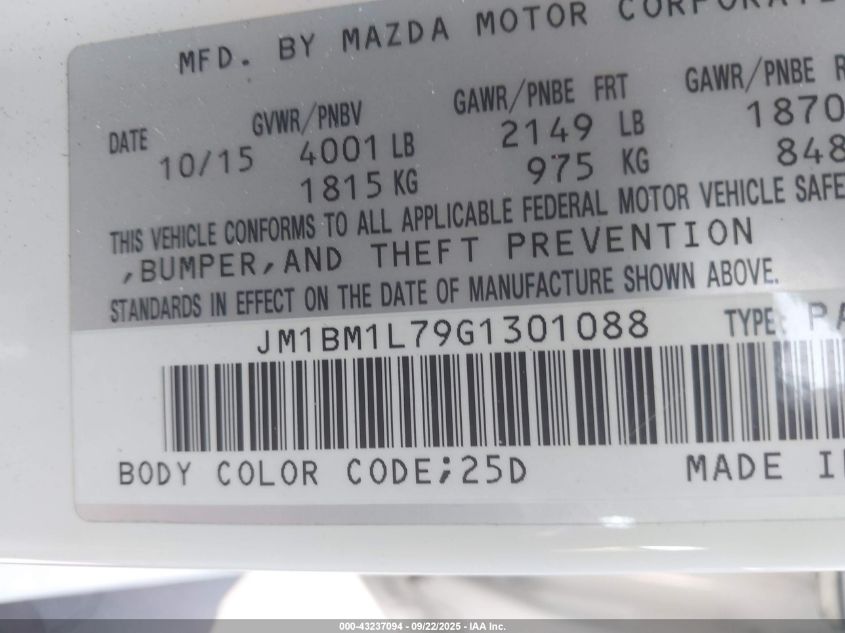 MFD. BY MAZDA MOTOR
DATE GVWR/PNBV GAWR/PNBE FRT GAWR/PNBE
10/15 4001 LB 2149 LB 1870
1815 KG 975 KG 848
THIS VEHICLE CONFORMS TO ALL APPLICABLE FEDERAL MOTOR VEHICLE
,BUMPER,AND THEFT PREVENTION
STANDARDS IN EFFECT ON THE DATE OF MANUFACTURE SHOWN ABOVE.
JM1BM1L79G1301088 TYPE:
BODY COLOR CODE;25D MADE
000-43237094 - 09/22/2025 - IAA Inc.